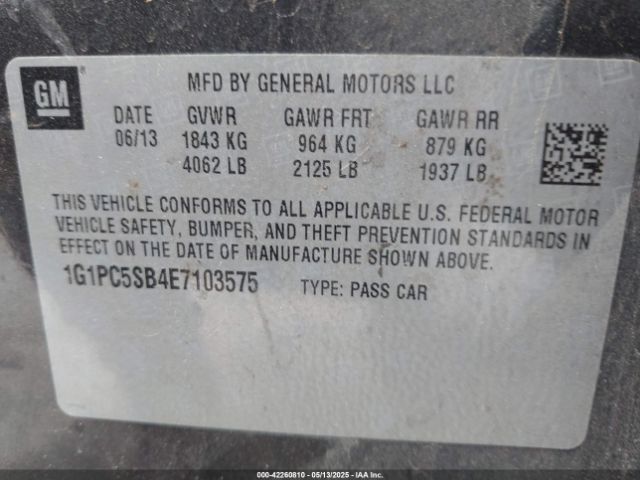 GM
MFD BY GENERAL MOTORS LLC
DATE GVWR GAWR FRT GAWR RR
06/13 1843 KG 964 KG 879 KG
4062 LB 2125 LB 1937 LB
THIS VEHICLE CONFORMS TO ALL APPLICABLE U.S. FEDERAL MOTOR
VEHICLE SAFETY, BUMPER, AND THEFT PREVENTION STANDARDS IN
EFFECT ON THE DATE OF MANUFACTURE SHOWN ABOVE.
1G1PC5SB4E7103575 TYPE: PASS CAR
000-42260810 - 05/13/2025 - IAAI.COM